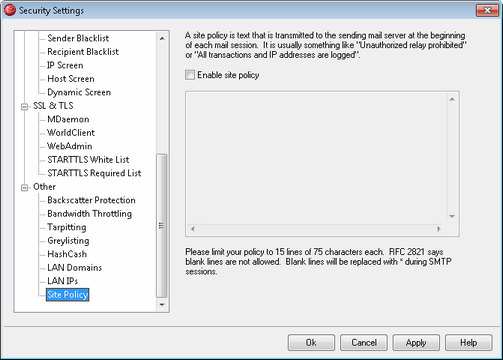 Security Settings
Sender Blacklist
Recipient Blacklist
IP Screen
Host Screen
Dynamic Screen
SSL & TLS
MDaemon
WorldClient
WebAdmin
STARTTLS White List
STARTTLS Required List
Other
Backscatter Protection
Bandwidth Throttling
Tarpitting
Greylisting
HashCash
LAN Domains
LAN IPs
Site Policy
A site policy is text that is transmitted to the sending mail server at the beginning
of each mail session. It is usually something like "Unauthorized relay prohibited"
or "All transactions and IP addresses are logged".
Enable site policy
Please limit your policy to 15 lines of 75 characters each. RFC 2821 says
blank lines are not allowed. Blank lines will be replaced with * during SMTP
sessions.
Ok
Cancel
Apply
Help